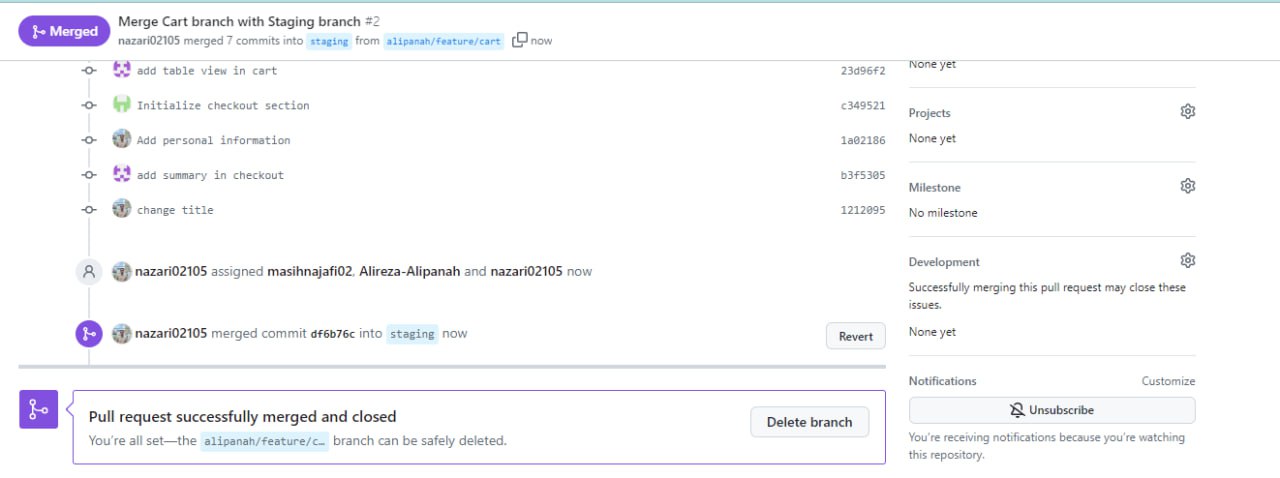 Merged
Merge Cart branch with Staging branch #2
nazari02105 merged 7 commits into staging from alipanah/feature/cart now
add table view in cart 23d96f2
Initialize checkout section c349521
Add personal information 1a02186
add summary in checkout b3f5305
change title 1212095
nazari02105 assigned masihnajafi02, Alireza-Alipanah and nazari02105 now
nazari02105 merged commit df6b76c into staging now
Revert
Pull request successfully merged and closed
You're all set—the alipanah/feature/c… branch can be safely deleted.
Delete branch
None yet
Projects
None yet
Milestone
No milestone
Development
Successfully merging this pull request may close these
issues.
None yet
Notifications Customize
Unsubscribe
You're receiving notifications because you're watching
this repository.